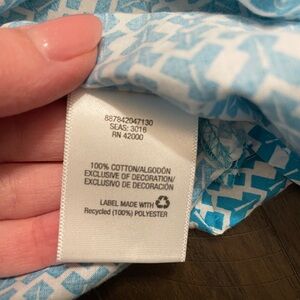 887842047130
SEAS: 3016
RN 42000
100% COTTON/ALGODÓN
EXCLUSIVE OF DECORATION/
EXCLUSIVO DE DECORACIÓN
LABEL MADE WITH
Recycled (100%) POLYESTER